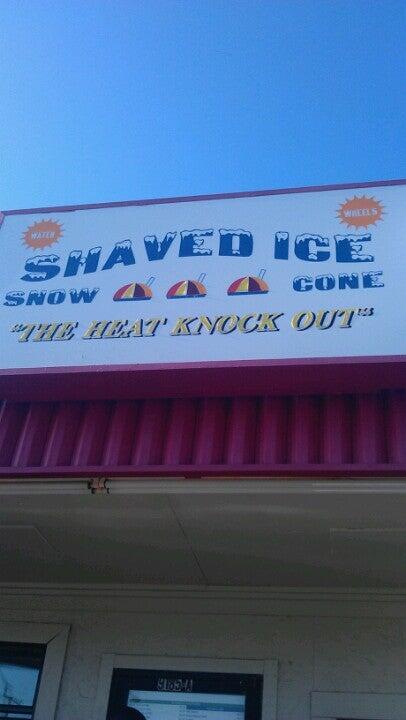 WATER WHEELS
SHAVED ICE
SNOW CONE
"THE HEAT KNOCK OUT"